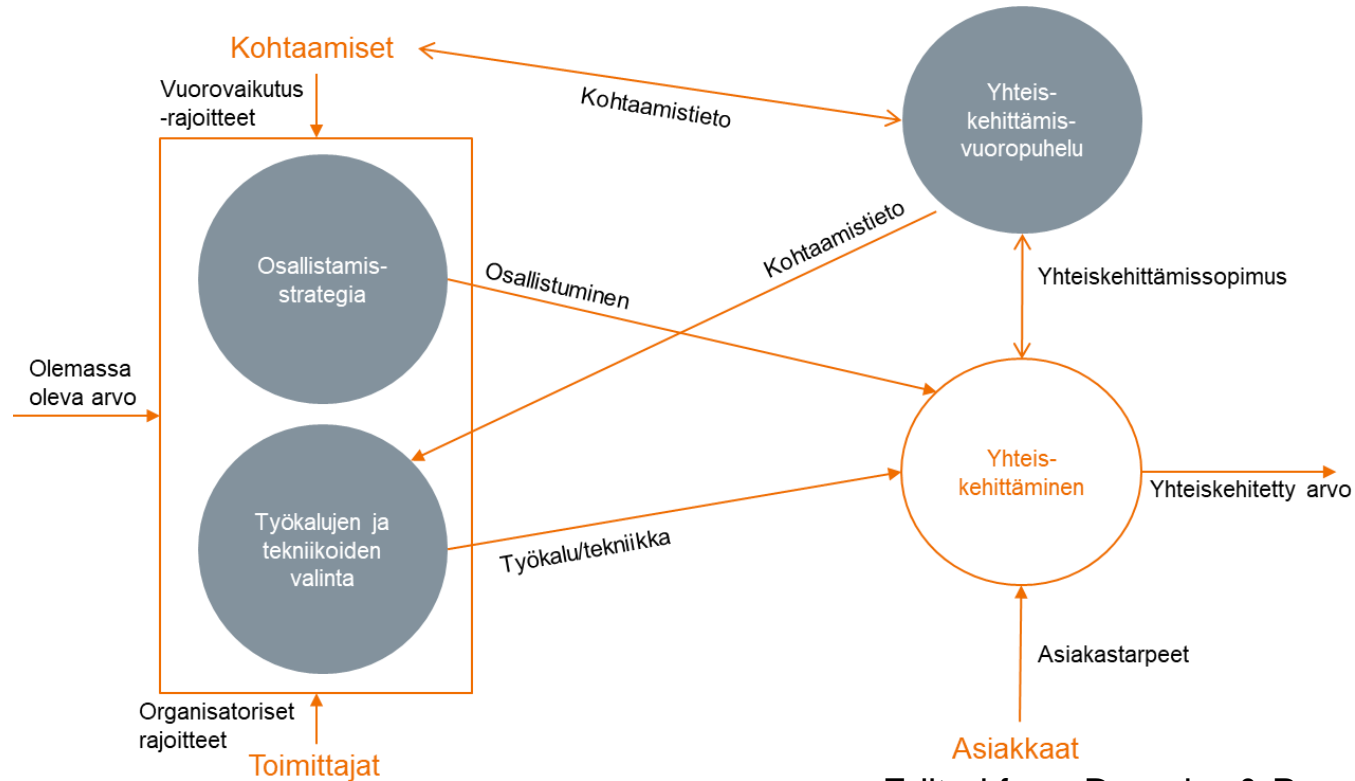 Kohtaamiset
Vuorovaikutus
-rajoitteet
Kohtaamistieto
Yhteis-
kehittämis-
vuoropuhelu
Osallistamis-
strategia
Osallistuminen
Kohtaamistieto
Yhteiskehittämissopimus
Olemassa
oleva arvo
Työkalujen ja
tekniikoiden
valinta
Työkalu/tekniikka
Yhteis-
kehittäminen
Yhteiskehitetty arvo
Asiakastarpeet
Organisatoriset
rajoitteet
Toimittajat
Asiakkaat